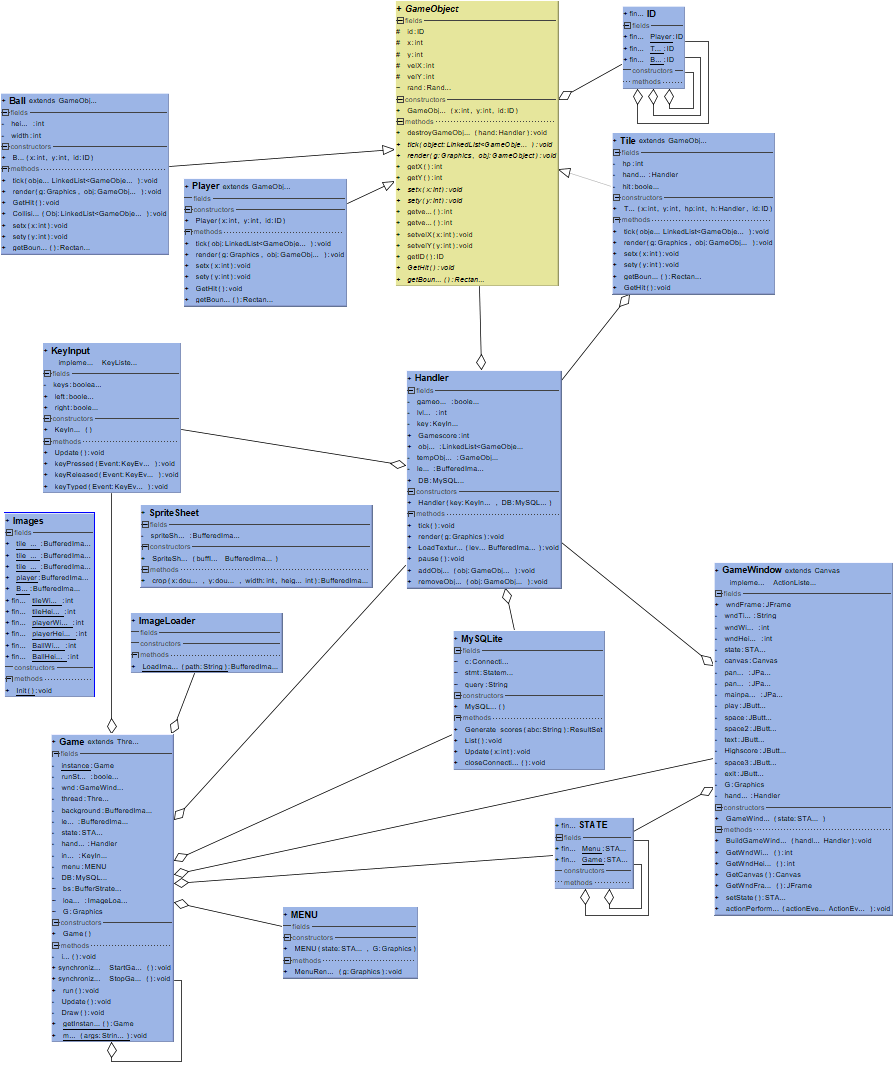 + GameObject
fields
# id:ID
# x:int
# y:int
# velX:int
# velY:int
~ rand:Rand...
constructors
+ GameObj... (x:int, y:int, id:ID)
methods
+ destroyGameObj... (hand:Handler):void
+ tick(object:LinkedList<GameObje... ):void
+ render(g:Graphics, obj:GameObject):void
+ getX():int
+ getY():int
+ setx(x:int):void
+ sety(y:int):void
+ getve... ():int
+ getve... ():int
+ setvelX(x:int):void
+ setvelY(y:int):void
+ getID():ID
+ GetHit():void
+ getBoun... ():Rectan...
+ fin... ID
fields
+ fin... Player:ID
+ fin... T... :ID
+ fin... B... :ID
constructors
methods
+ Ball extends GameObj...
fields
- hei... :int
- width:int
constructors
+ B... (x:int, y:int, id:ID)
methods
+ tick(obje... LinkedList<GameObje... ):void
+ render(g:Graphics, obj:GameObj... ):void
+ GetHit():void
+ Collisi... (Obj:LinkedList<GameObje... ):void
+ setx(x:int):void
+ sety(y:int):void
+ getBoun... ():Rectan...
+ Player extends GameObj...
fields
constructors
+ Player(x:int, y:int, id:ID)
methods
+ tick(obj:LinkedList<GameObje... ):void
+ render(g:Graphics, obj:GameObj... ):void
+ setx(x:int):void
+ sety(y:int):void
+ GetHit():void
+ getBoun... ():Rectan...
+ Tile extends GameObj...
fields
- hp:int
- hand... :Handler
- hit:boole...
constructors
+ T... (x:int, y:int, hp:int, h:Handler, id:ID)
methods
+ tick(obje... LinkedList<GameObje... ):void
+ render(g:Graphics, obj:GameObj... ):void
+ setx(x:int):void
+ sety(y:int):void
+ getBoun... ():Rectan...
+ GetHit():void
+ KeyInput
impleme... KeyListe...
fields
- keys:boolea...
+ left:boole...
+ right:boole...
constructors
+ KeyIn... ()
methods
+ Update():void
+ keyPressed(Event:KeyEv... ):void
+ keyReleased(Event:KeyEv... ):void
+ keyTyped(Event:KeyEv... ):void
+ Handler
fields
- gameo... :boole...
- lvl... :int
- key:KeyIn...
+ Gamescore:int
+ obj... :LinkedList<GameObje...
- tempObj... :GameObj...
- le... :BufferedIma...
+ DB:MySQL...
constructors
+ Handler(key:KeyIn... , DB:MySQL... )
methods
+ tick():void
+ render(g:Graphics):void
+ LoadTextur... (lev... BufferedIma... ):void
+ pause():void
+ addObj... (obj:GameObj... ):void
+ removeObj... (obj:GameObj... ):void
+ Images
fields
+ tile ... :BufferedIma...
+ tile ... :BufferedIma...
+ tile ... :BufferedIma...
+ player:BufferedIma...
+ B... :BufferedIma...
+ fin... tileWi... :int
+ fin... tileHei... :int
+ fin... playerWi... :int
+ fin... playerHei... :int
+ fin... BallWi... :int
+ fin... BallHei... :int
constructors
methods
+ Init():void
+ SpriteSheet
fields
- spriteSh... :BufferedIma...
constructors
+ SpriteSh... (buffi... BufferedIma... )
methods
+ crop(x:dou... , y:dou... , width:int, heig... int):BufferedIma...
+ ImageLoader
fields
constructors
methods
+ LoadIma... (path:String):BufferedIma...
+ MySQLite
fields
~ c:Connecti...
~ stmt:Statem...
~ query:String
constructors
+ MySQL... ()
methods
+ Generate_scores(abc:String):ResultSet
+ List():void
+ Update(x:int):void
+ closeConnecti... ():void
+ GameWindow extends Canvas
impleme... ActionListe...
fields
- wndFrame:JFrame
- wndTi... :String
- wndWi... :int
- wndHei... :int
- state:STA...
- canvas:Canvas
- pan... :JPa...
- pan... :JPa...
- mainpa... :JPa...
- play:JButt...
- space:JButt...
- space2:JButt...
- text:JButt...
- Highscore:JButt...
- space3:JButt...
- exit:JButt...
- G:Graphics
- hand... :Handler
constructors
+ GameWind... (state:STA... )
methods
- BuildGameWind... (handl... Handler):void
+ GetWndWi... ():int
+ GetWndHei... ():int
+ GetCanvas():Canvas
+ GetWndFra... ():JFrame
+ setState():STA...
+ actionPerform... (actionEve... ActionEv... ):void
+ Game extends Thre...
fields
- instance:Game
- runSt... :boole...
- wnd:GameWind...
- thread:Thre...
- background:BufferedIma...
- le... :BufferedIma...
- state:STA...
- hand... :Handler
- in... :KeyIn...
- menu:MENU
- DB:MySQL...
~ bs:BufferStrate...
~ loa... :ImageLoa...
~ G:Graphics
constructors
+ Game()
methods
- i... ():void
+ synchroniz... StartGa... ():void
+ synchroniz... StopGa... ():void
+ run():void
- Update():void
- Draw():void
+ getInstan... ():Game
+ m... (args:Strin... ):void
+ fin... STATE
fields
+ fin... Menu:STA...
+ fin... Game:STA...
constructors
methods
+ MENU
fields
constructors
+ MENU(state:STA... , G:Graphics)
methods
+ MenuRen... (g:Graphics):void